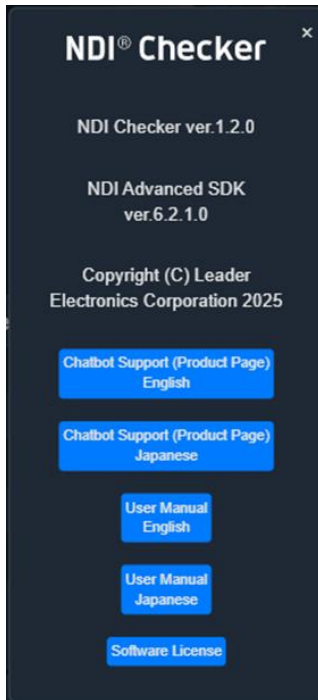 NDI® Checker
×
NDI Checker ver.1.2.0
NDI Advanced SDK
ver.6.2.1.0
Copyright (C) Leader
Electronics Corporation 2025
Chatbot Support (Product Page)
English
Chatbot Support (Product Page)
Japanese
User Manual
English
User Manual
Japanese
Software License